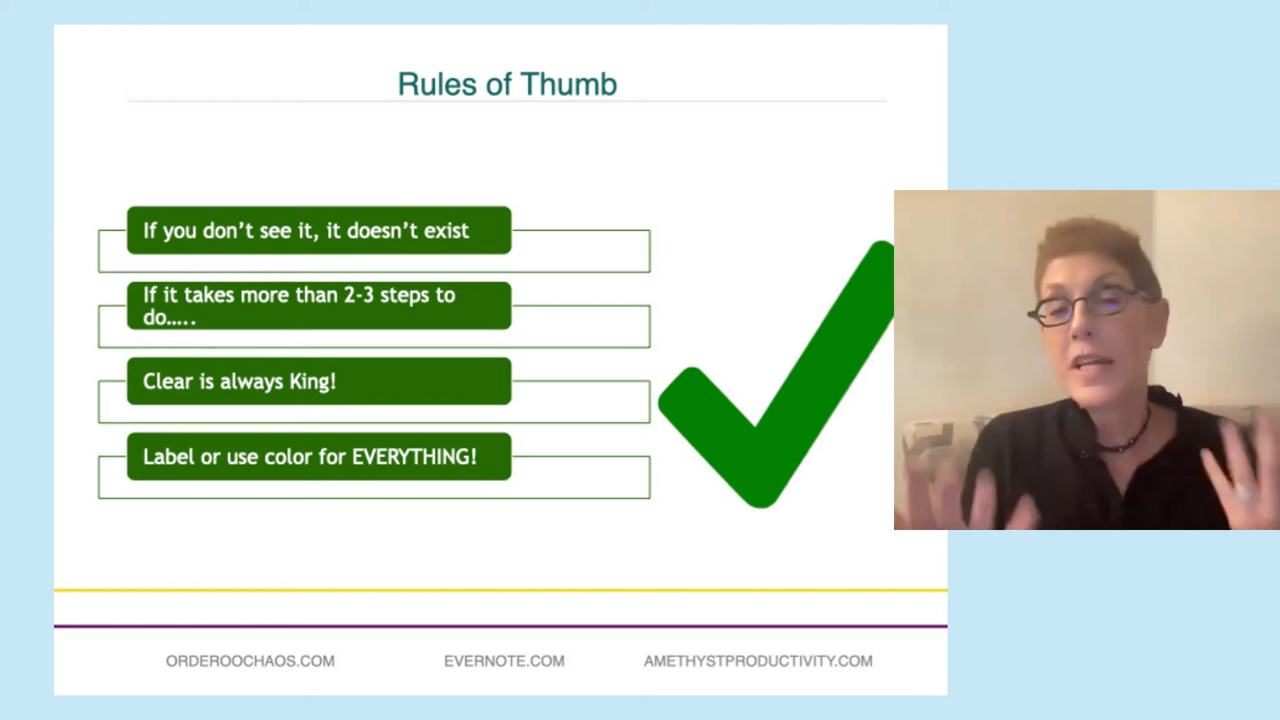 Rules of Thumb
If you don’t see it, it doesn’t exist
If it takes more than 2-3 steps to
do…..
Clear is always King!
Label or use color for EVERYTHING!
ORDEROOCHAOS.COM
EVERNOTE.COM
AMETHYSTPRODUCTIVITY.COM